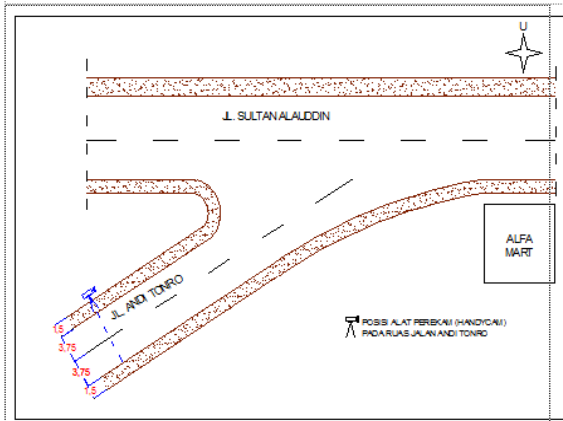 U
JL. SULTAN ALAUDDIN
ALFA
MART
JL. ANDI TONRO
POSISI ALAT PEREKAM (HANDYCAM)
PADA RUAS JALAN ANDI TONRO
1,5
3,75
3,75
1,5